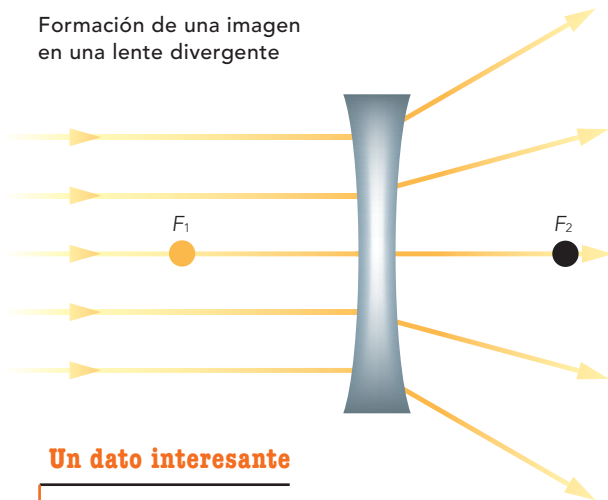 Formación de una imagen
en una lente divergente
F₁
F₂
Un dato interesante